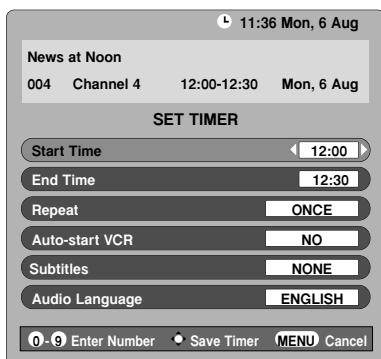 11:36 Mon, 6 Aug
News at Noon
004 Channel 4 12:00-12:30 Mon, 6 Aug
SET TIMER
Start Time 12:00
End Time 12:30
Repeat ONCE
Auto-start VCR NO
Subtitles NONE
Audio Language ENGLISH
0-9 Enter Number Save Timer MENU Cancel